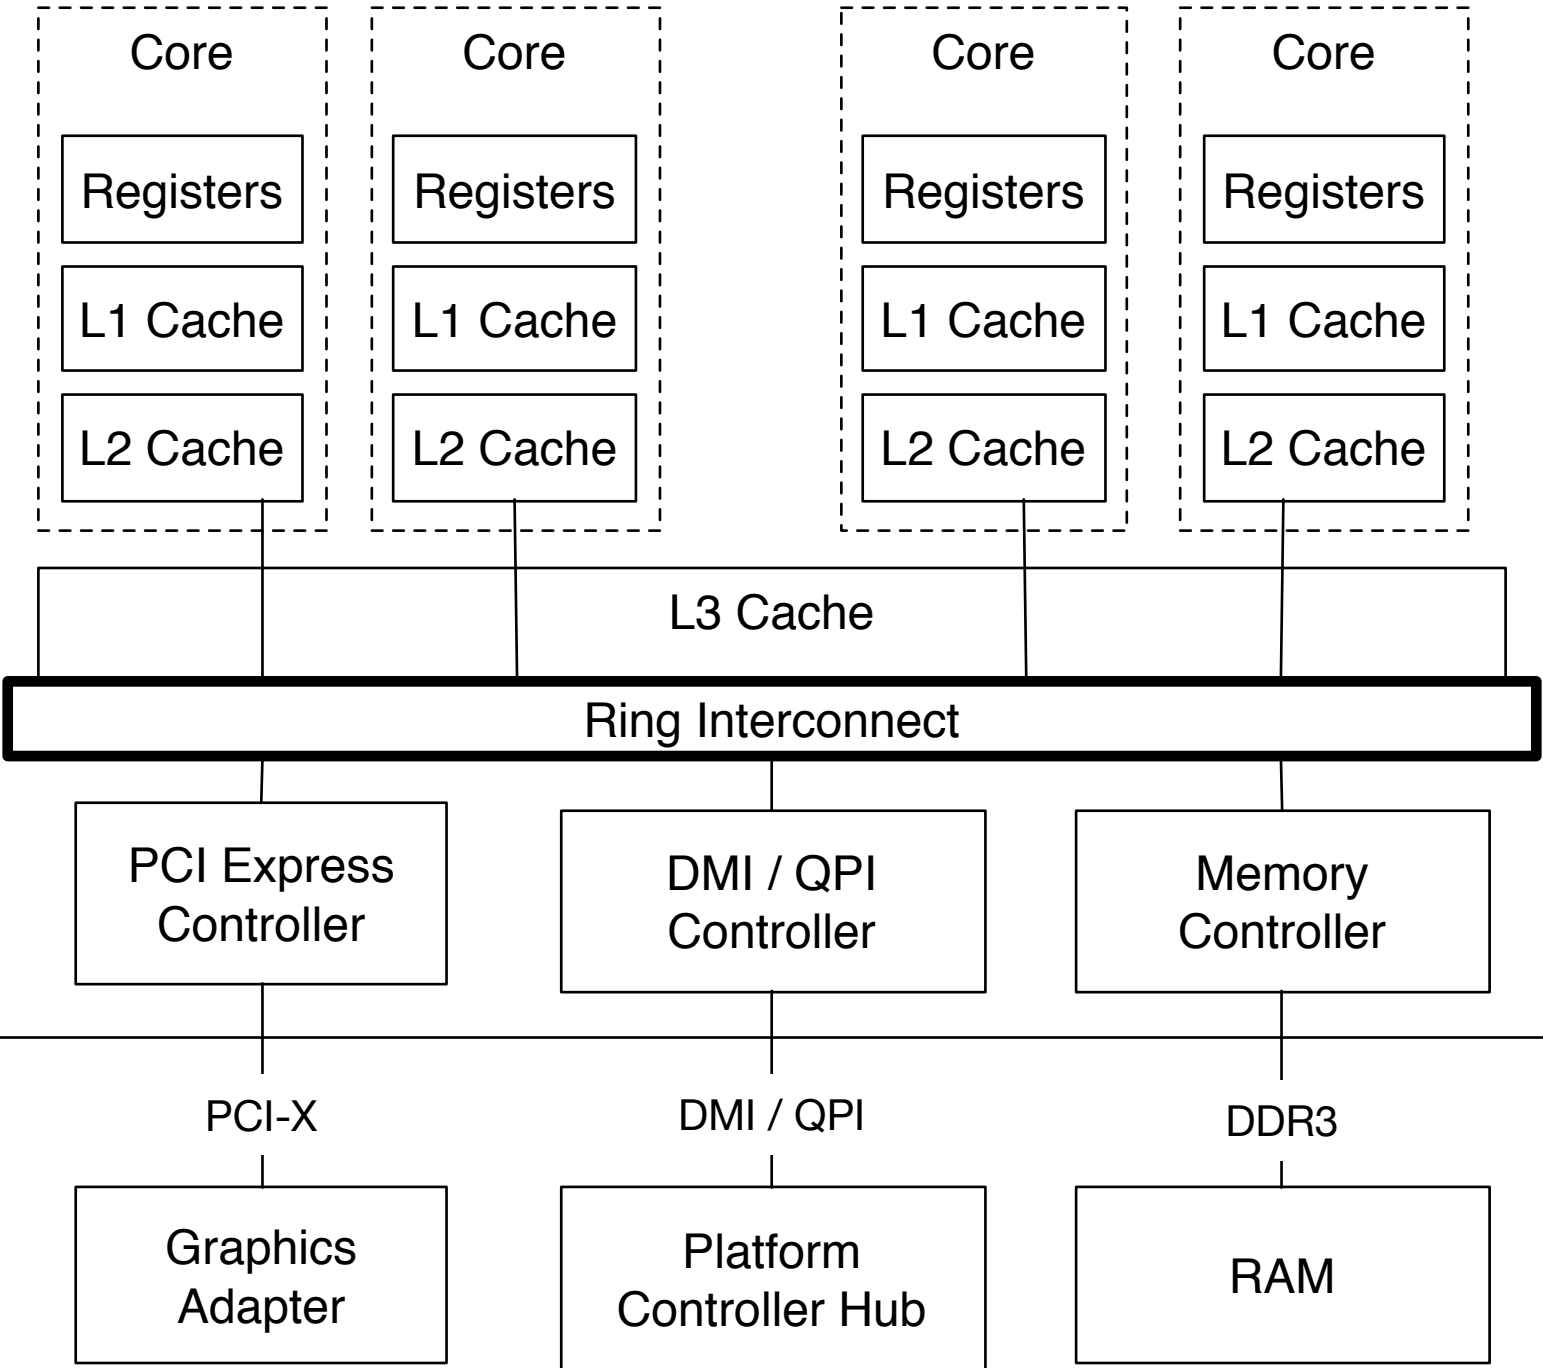 Core Core Core Core
Registers Registers Registers Registers
L1 Cache L1 Cache L1 Cache L1 Cache
L2 Cache L2 Cache L2 Cache L2 Cache
L3 Cache
Ring Interconnect
PCI Express
Controller
DMI / QPI
Controller
Memory
Controller
PCI-X DMI / QPI DDR3
Graphics
Adapter
Platform
Controller Hub
RAM